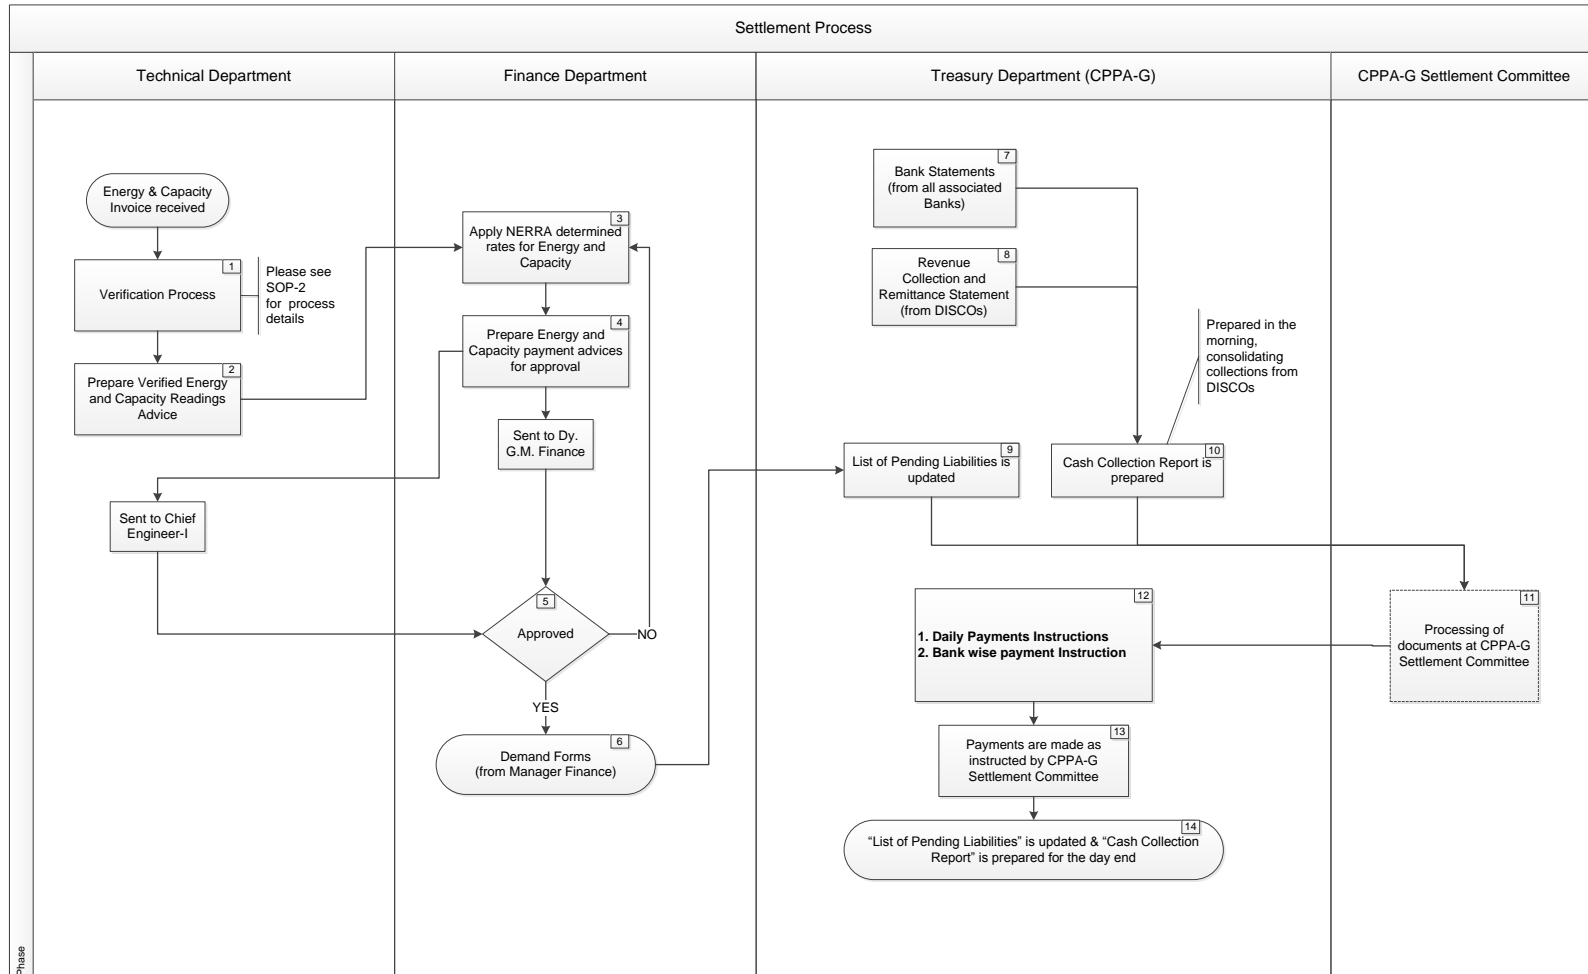 Settlement Process
Technical Department
Finance Department
Treasury Department (CPPA-G)
CPPA-G Settlement Committee
Energy & Capacity
Invoice received
1
Verification Process
Please see
SOP-2
for process
details
2
Prepare Verified Energy
and Capacity Readings
Advice
Sent to Chief
Engineer-I
3
Apply NERRA determined
rates for Energy and
Capacity
4
Prepare Energy and
Capacity payment advices
for approval
Sent to Dy.
G.M. Finance
5
Approved
NO
YES
6
Demand Forms
(from Manager Finance)
7
Bank Statements
(from all associated
Banks)
8
Revenue
Collection and
Remittance Statement
(from DISCOs)
Prepared in the
morning,
consolidating
collections from
DISCOs
9
List of Pending Liabilities is
updated
10
Cash Collection Report is
prepared
11
Processing of
documents at CPPA-G
Settlement Committee
12
1. Daily Payments Instructions
2. Bank wise payment Instruction
13
Payments are made as
instructed by CPPA-G
Settlement Committee
14
“List of Pending Liabilities” is updated & “Cash Collection
Report” is prepared for the day end
Phase